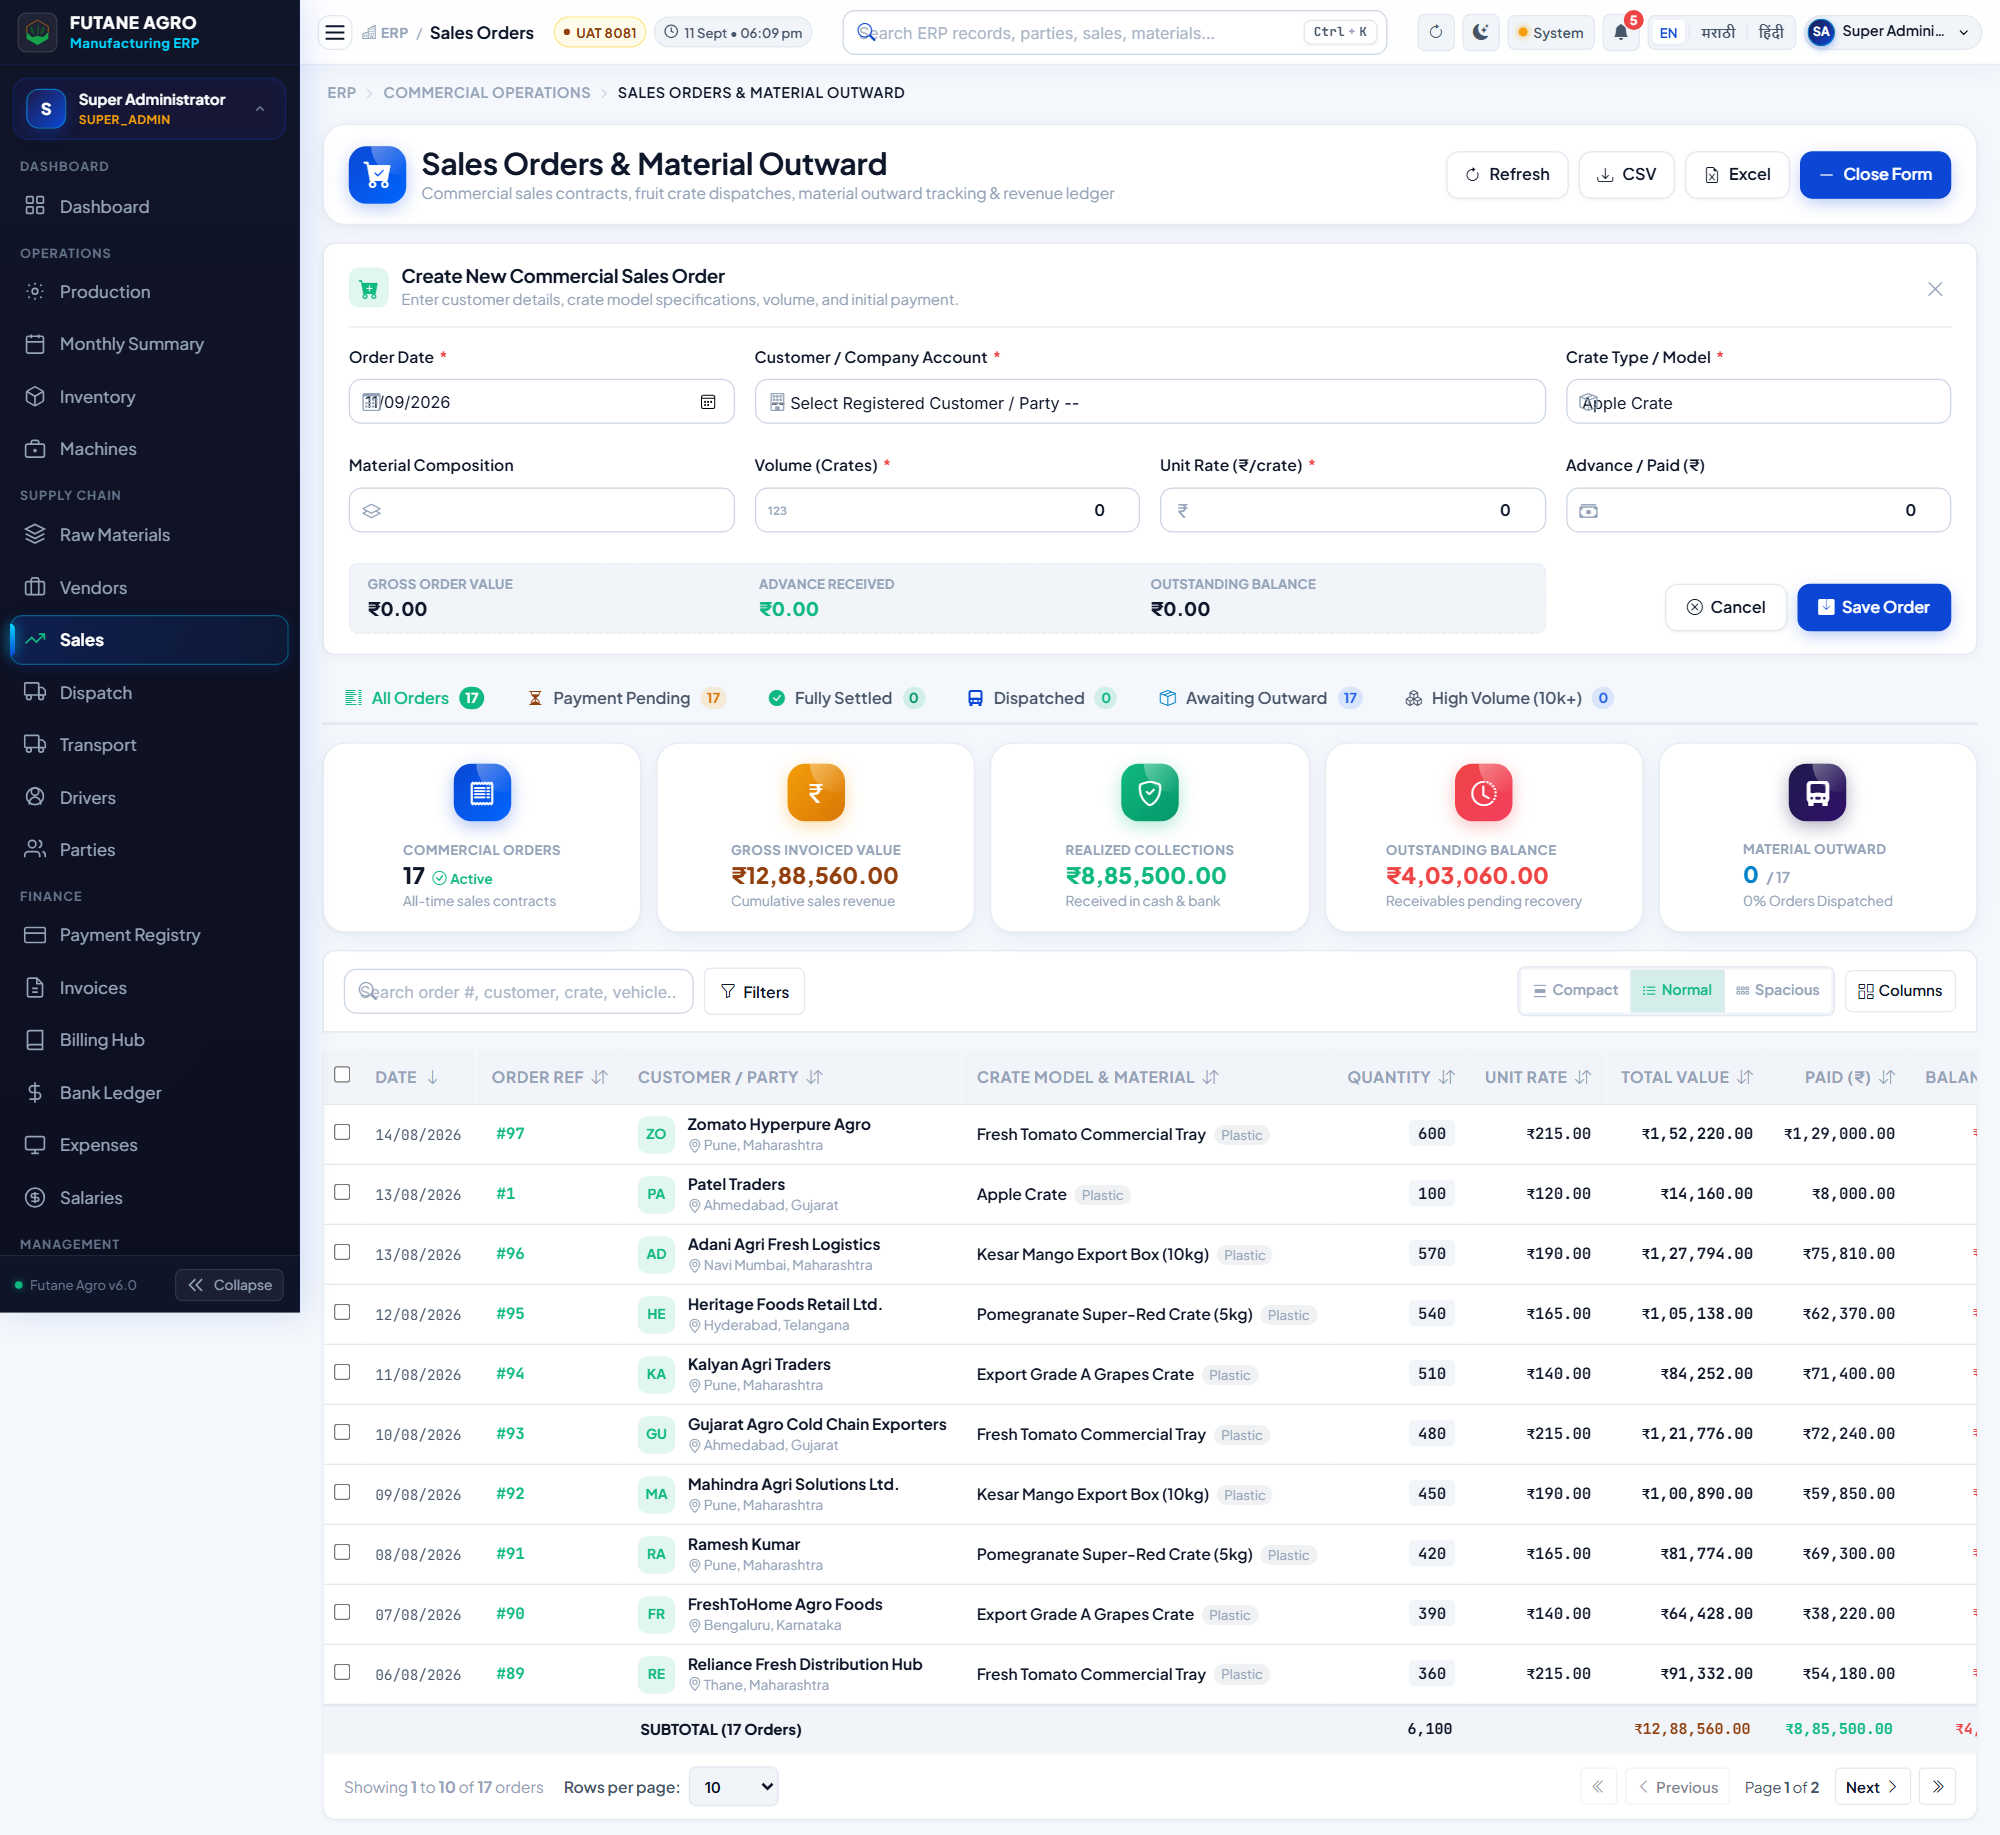 FUTANE AGRO
Manufacturing ERP
S
Super Administrator
SUPER_ADMIN
DASHBOARD
Dashboard
OPERATIONS
Production
Monthly Summary
Inventory
Machines
SUPPLY CHAIN
Raw Materials
Vendors
Sales
Dispatch
Transport
Drivers
Parties
FINANCE
Payment Registry
Invoices
Billing Hub
Bank Ledger
Expenses
Salaries
MANAGEMENT
Futane Agro v6.0
Collapse
ERP / Sales Orders
UAT 8081
11 Sept • 06:09 pm
Search ERP records, parties, sales, materials...
Ctrl + K
System
5
EN
मराठी
हिंदी
SA
Super Admini...
ERP > COMMERCIAL OPERATIONS > SALES ORDERS & MATERIAL OUTWARD
Sales Orders & Material Outward
Commercial sales contracts, fruit crate dispatches, material outward tracking & revenue ledger
Refresh
CSV
Excel
Close Form
Create New Commercial Sales Order
Enter customer details, crate model specifications, volume, and initial payment.
Order Date *
Customer / Company Account *
Crate Type / Model *
11/09/2026
Select Registered Customer / Party --
Apple Crate
Material Composition
Volume (Crates) *
Unit Rate (₹/crate) *
Advance / Paid (₹)
123
0
₹
0
0
GROSS ORDER VALUE
ADVANCE RECEIVED
OUTSTANDING BALANCE
₹0.00
₹0.00
₹0.00
Cancel
Save Order
All Orders 17
Payment Pending 17
Fully Settled 0
Dispatched 0
Awaiting Outward 17
High Volume (10k+) 0
COMMERCIAL ORDERS
17 Active
All-time sales contracts
₹
GROSS INVOICED VALUE
₹12,88,560.00
Cumulative sales revenue
REALIZED COLLECTIONS
₹8,85,500.00
Received in cash & bank
OUTSTANDING BALANCE
₹4,03,060.00
Receivables pending recovery
MATERIAL OUTWARD
0 / 17
0% Orders Dispatched
Search order #, customer, crate, vehicle..
Filters
Compact
Normal
Spacious
Columns
DATE ORDER REF CUSTOMER / PARTY CRATE MODEL & MATERIAL QUANTITY UNIT RATE TOTAL VALUE PAID (₹) BALAN
14/08/2026 #97 ZO Zomato Hyperpure Agro Fresh Tomato Commercial Tray Plastic 600 ₹215.00 ₹1,52,220.00 ₹1,29,000.00
Pune, Maharashtra
13/08/2026 #1 PA Patel Traders Apple Crate Plastic 100 ₹120.00 ₹14,160.00 ₹8,000.00
Ahmedabad, Gujarat
13/08/2026 #96 AD Adani Agri Fresh Logistics Kesar Mango Export Box (10kg) Plastic 570 ₹190.00 ₹1,27,794.00 ₹75,810.00
Navi Mumbai, Maharashtra
12/08/2026 #95 HE Heritage Foods Retail Ltd. Pomegranate Super-Red Crate (5kg) Plastic 540 ₹165.00 ₹1,05,138.00 ₹62,370.00
Hyderabad, Telangana
11/08/2026 #94 KA Kalyan Agri Traders Export Grade A Grapes Crate Plastic 510 ₹140.00 ₹84,252.00 ₹71,400.00
Pune, Maharashtra
10/08/2026 #93 GU Gujarat Agro Cold Chain Exporters Fresh Tomato Commercial Tray Plastic 480 ₹215.00 ₹1,21,776.00 ₹72,240.00
Ahmedabad, Gujarat
09/08/2026 #92 MA Mahindra Agri Solutions Ltd. Kesar Mango Export Box (10kg) Plastic 450 ₹190.00 ₹1,00,890.00 ₹59,850.00
Pune, Maharashtra
08/08/2026 #91 RA Ramesh Kumar Pomegranate Super-Red Crate (5kg) Plastic 420 ₹165.00 ₹81,774.00 ₹69,300.00
Pune, Maharashtra
07/08/2026 #90 FR FreshToHome Agro Foods Export Grade A Grapes Crate Plastic 390 ₹140.00 ₹64,428.00 ₹38,220.00
Bengaluru, Karnataka
06/08/2026 #89 RE Reliance Fresh Distribution Hub Fresh Tomato Commercial Tray Plastic 360 ₹215.00 ₹91,332.00 ₹54,180.00
Thane, Maharashtra
SUBTOTAL (17 Orders) 6,100 ₹12,88,560.00 ₹8,85,500.00 ₹4,
Showing 1 to 10 of 17 orders
Rows per page: 10
Previous
Page 1 of 2
Next